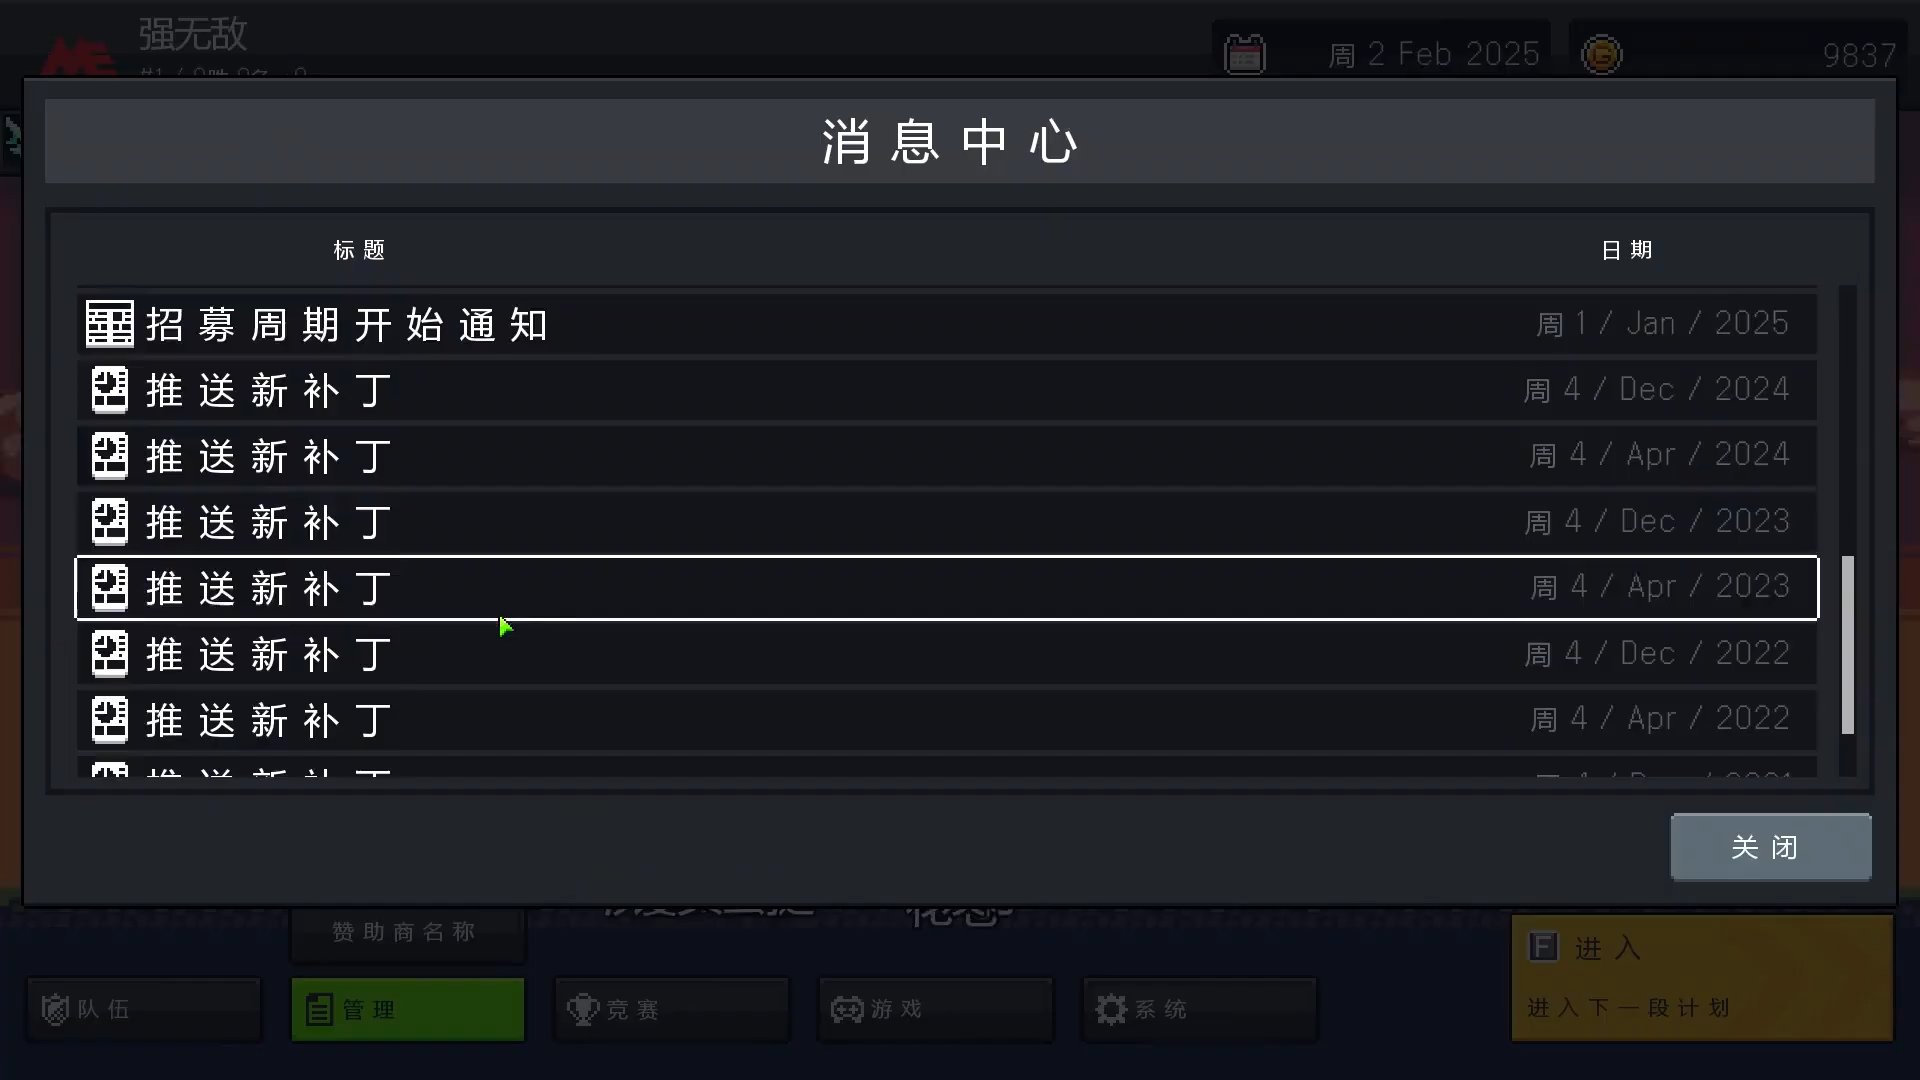 强无敌
周 2 Feb 2025
9837
消息中心
标题 日期
招募周期开始通知 周 1 / Jan / 2025
推送新补丁 周 4 / Dec / 2024
推送新补丁 周 4 / Apr / 2024
推送新补丁 周 4 / Dec / 2023
推送新补丁 周 4 / Apr / 2023
推送新补丁 周 4 / Dec / 2022
推送新补丁 周 4 / Apr / 2022
推送新补丁
关闭
赞助商名称
F 进入
进入下一段计划
队伍 管理 竞赛 游戏 系统